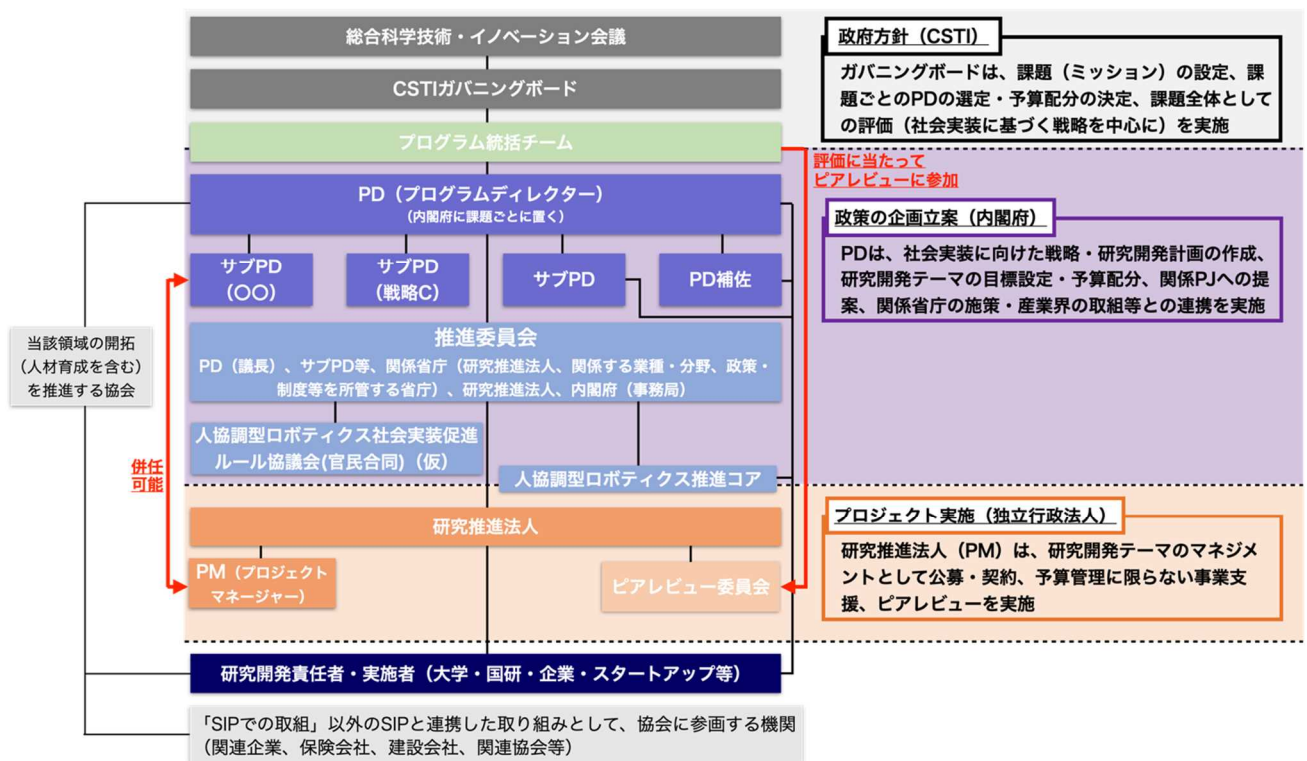 総合科学技術・イノベーション会議
CSTIガバニングボード
プログラム統括チーム
PD（プログラムディレクター）
（内閣府に課題ごとに置く）
サブPD
（〇〇）
サブPD
（戦略C）
サブPD
PD補佐
推進委員会
PD（議長）、サブPD等、関係省庁（研究推進法人、関係する業種・分野、政策・
制度等を所管する省庁）、研究推進法人、内閣府（事務局）
人協調型ロボティクス社会実装促進
ルール協議会(官民合同)（仮）
人協調型ロボティクス推進コア
研究推進法人
PM（プロジェクト
マネージャー）
ピアレビュー委員会
研究開発責任者・実施者（大学・国研・企業・スタートアップ等）
「SIPでの取組」以外のSIPと連携した取り組みとして、協会に参画する機関
（関連企業、保険会社、建設会社、関連協会等）
当該領域の開拓
（人材育成を含む）
を推進する協会
併任
可能
評価に当たって
ピアレビューに参加
政府方針（CSTI）
ガバニングボードは、課題（ミッション）の設定、課
題ごとのPDの選定・予算配分の決定、課題全体として
の評価（社会実装に基づく戦略を中心に）を実施
政策の企画立案（内閣府）
PDは、社会実装に向けた戦略・研究開発計画の作成、
研究開発テーマの目標設定・予算配分、関係PJへの提
案、関係省庁の施策・産業界の取組等との連携を実施
プロジェクト実施（独立行政法人）
研究推進法人（PM）は、研究開発テーマのマネジメ
ントとして公募・契約、予算管理に限らない事業支
援、ピアレビューを実施